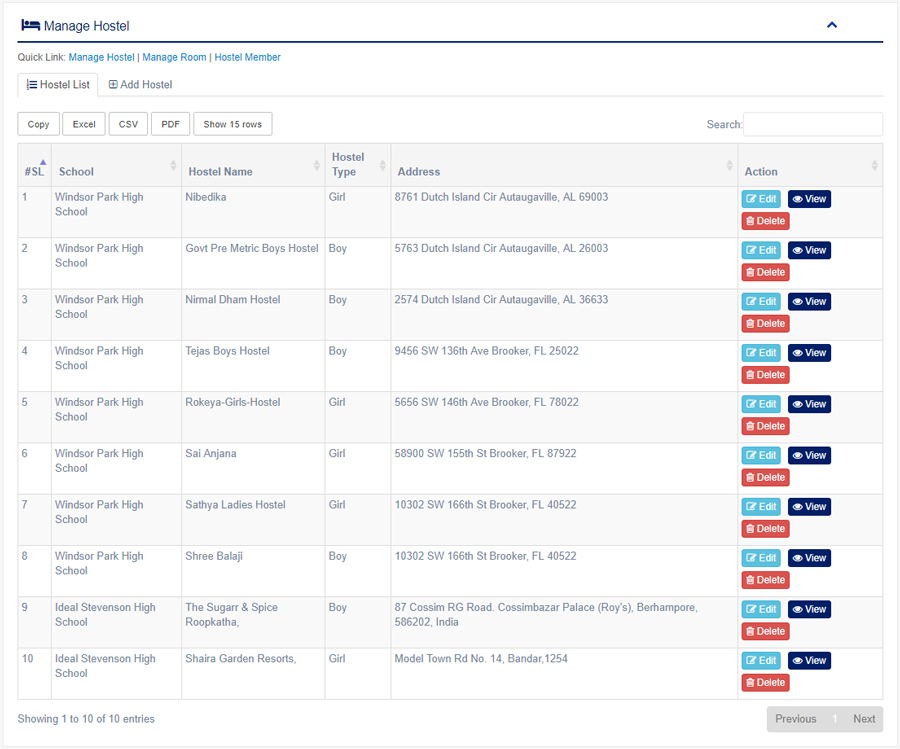 Manage Hostel
Quick Link: Manage Hostel | Manage Room | Hostel Member
Hostel List Add Hostel
Copy Excel CSV PDF Show 15 rows Search:
#SL School Hostel Name Hostel Type Address Action
1 Windsor Park High School Nibedika Girl 8761 Dutch Island Cir Autaugaville, AL 69003 Edit View
Delete
2 Windsor Park High School Govt Pre Metric Boys Hostel Boy 5763 Dutch Island Cir Autaugaville, AL 26003 Edit View
Delete
3 Windsor Park High School Nirmal Dham Hostel Boy 2574 Dutch Island Cir Autaugaville, AL 36633 Edit View
Delete
4 Windsor Park High School Tejas Boys Hostel Boy 9456 SW 136th Ave Brooker, FL 25022 Edit View
Delete
5 Windsor Park High School Rokeya-Girls-Hostel Girl 5656 SW 146th Ave Brooker, FL 78022 Edit View
Delete
6 Windsor Park High School Sai Anjana Girl 58900 SW 155th St Brooker, FL 87922 Edit View
Delete
7 Windsor Park High School Sathya Ladies Hostel Girl 10302 SW 166th St Brooker, FL 40522 Edit View
Delete
8 Windsor Park High School Shree Balaji Boy 10302 SW 166th St Brooker, FL 40522 Edit View
Delete
9 Ideal Stevenson High School The Sugarr & Spice Roopkatha, Boy 87 Cossim RG Road. Cossimbazar Palace (Roy's), Berhampore, 586202, India Edit View
Delete
10 Ideal Stevenson High School Shaira Garden Resorts, Girl Model Town Rd No. 14, Bandar,1254 Edit View
Delete
Showing 1 to 10 of 10 entries Previous 1 Next